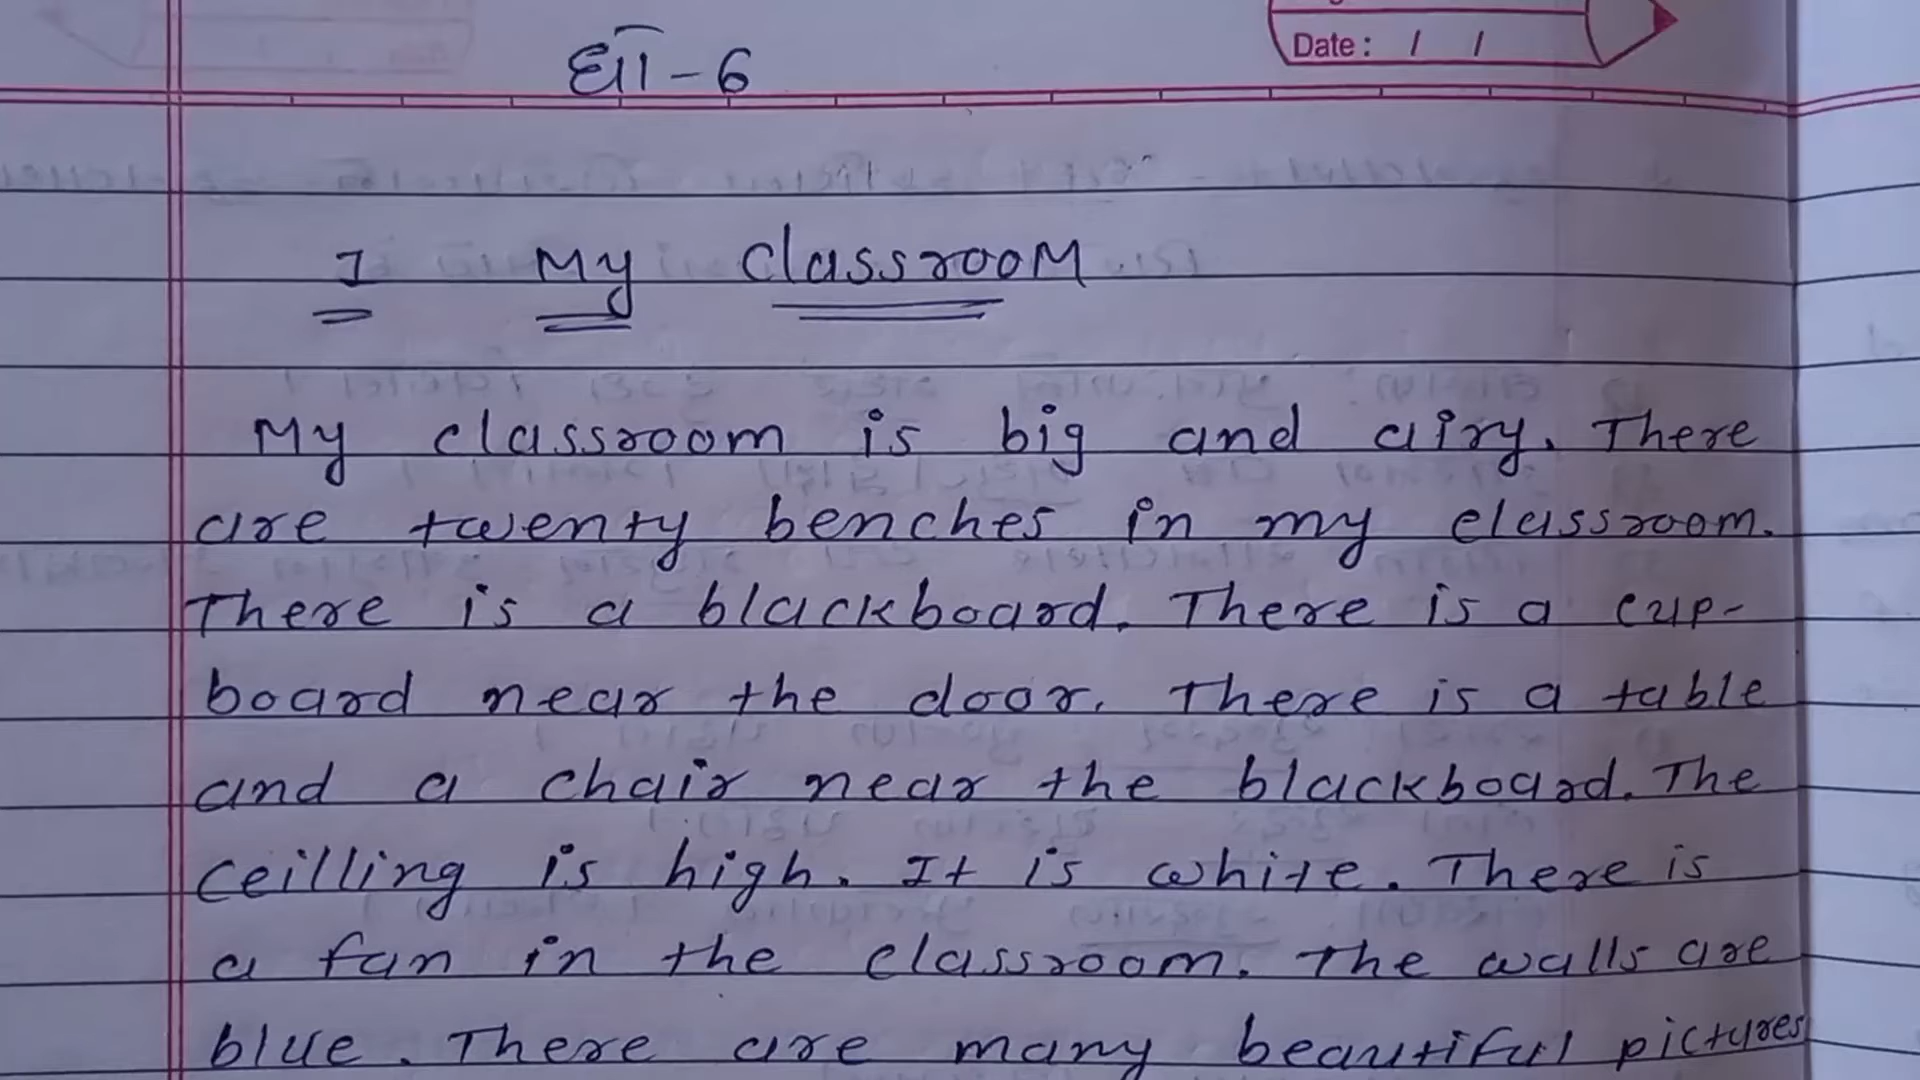 ધો-6
Date : / /
1 My classroom
My classroom is big and airy. There
are twenty benches in my classroom.
There is a blackboard. There is a cup-
board near the door. There is a table
and a chair near the blackboard. The
ceilling is high. It is white. There is
a fan in the classroom. The walls are
blue. There are many beautiful pictures